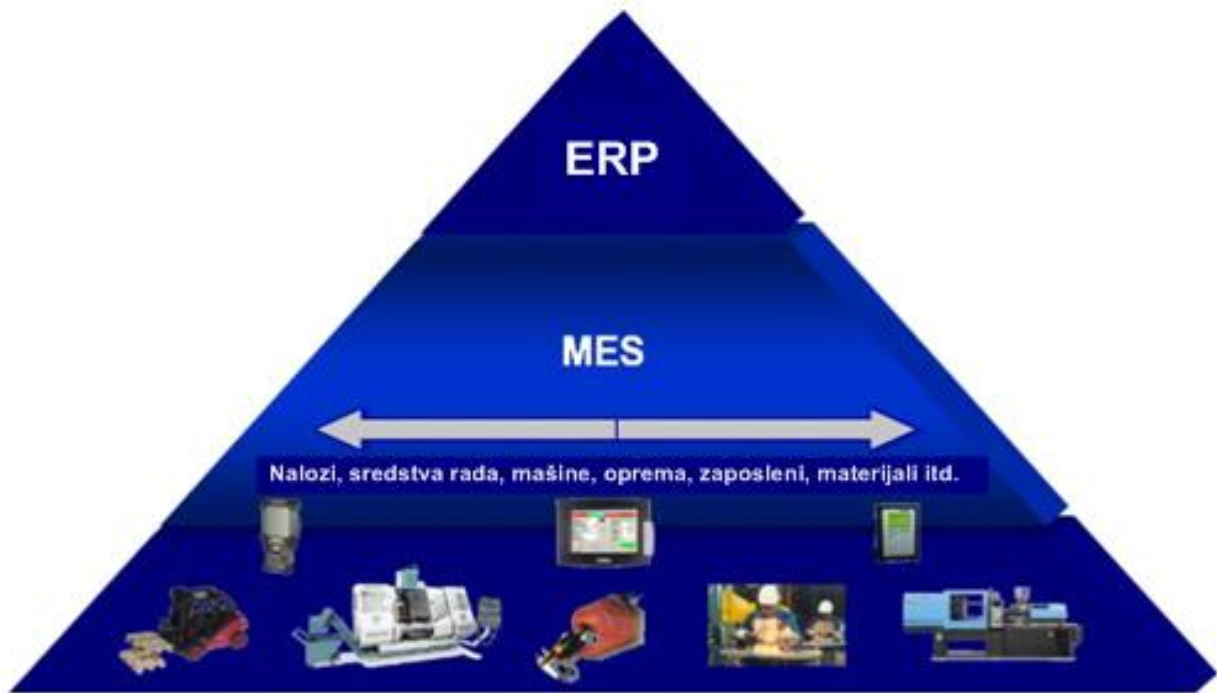 ERP
MES
Nalozi, sredstva rada, mašine, oprema, zaposleni, materijali itd.